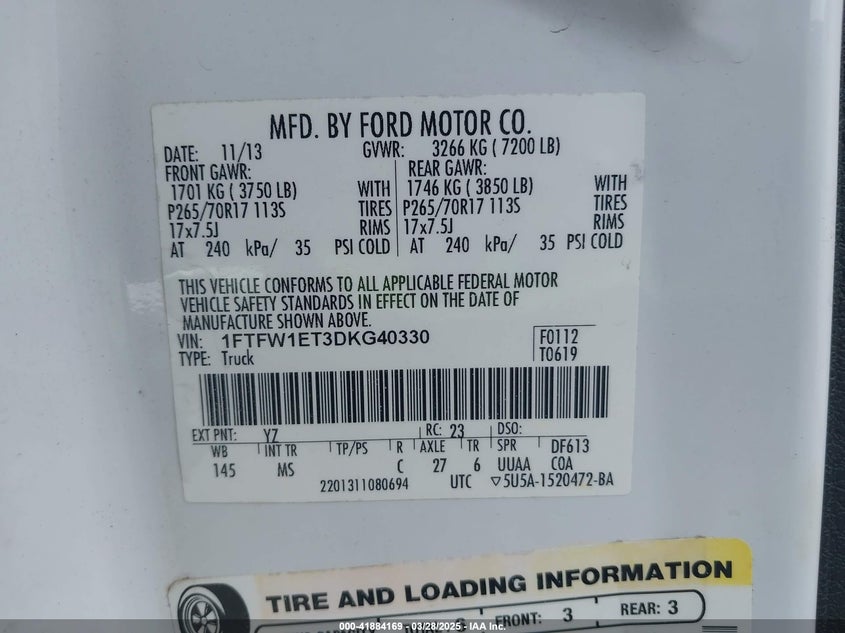 MFD. BY FORD MOTOR CO.
DATE: 11/13 GVWR: 3266 KG ( 7200 LB)
FRONT GAWR: REAR GAWR:
1701 KG ( 3750 LB) WITH 1746 KG ( 3850 LB) WITH
P265/70R17 113S TIRES P265/70R17 113S TIRES
17x7.5J RIMS 17x7.5J RIMS
AT 240 kPa/ 35 PSI COLD AT 240 kPa/ 35 PSI COLD
THIS VEHICLE CONFORMS TO ALL APPLICABLE FEDERAL MOTOR
VEHICLE SAFETY STANDARDS IN EFFECT ON THE DATE OF
MANUFACTURE SHOWN ABOVE.
VIN: 1FTFW1ET3DKG40330 F0112
TYPE: Truck T0619
EXT PNT: YZ RC: 23 DSO:
WB INT TR TP/PS R AXLE TR SPR DF613
145 MS C 27 6 UUAA COA
2201311080694 UTC ▽5U5A-1520472-BA
TIRE AND LOADING INFORMATION
FRONT: 3 REAR: 3
000-41884169 - 03/28/2025 - IAA, Inc.